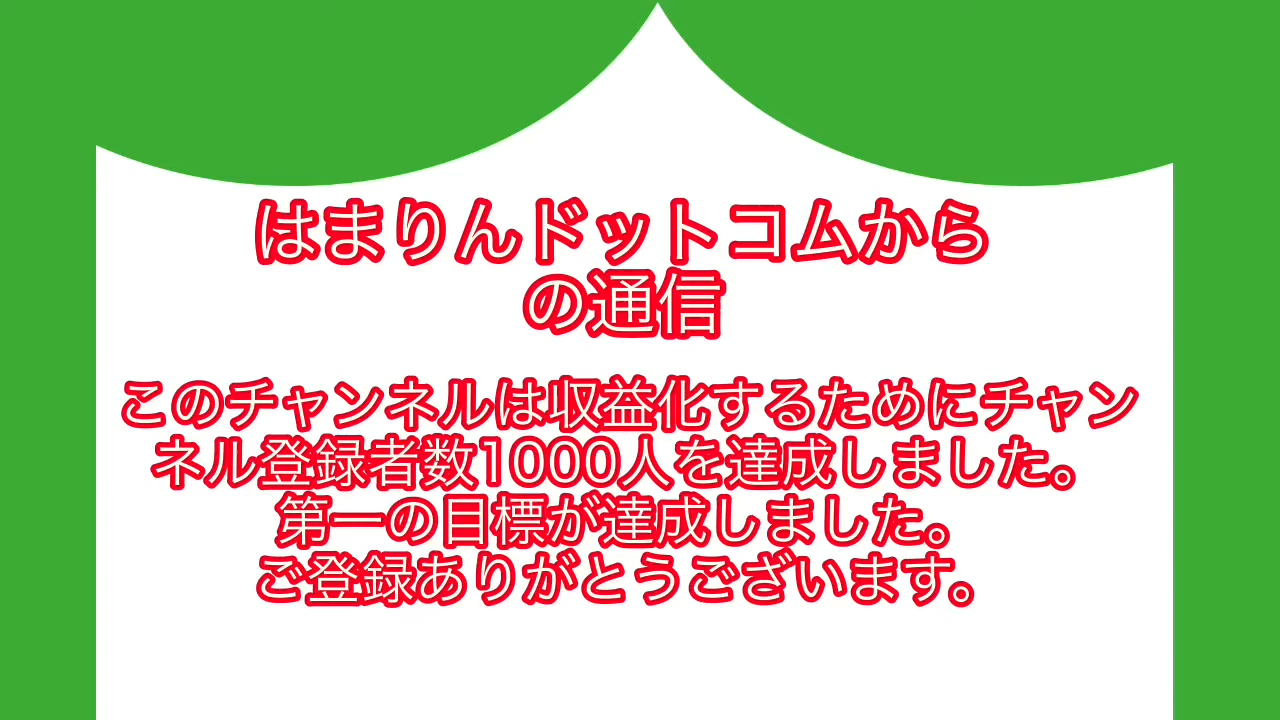 はまりんドットコムから
の通信
このチャンネルは収益化するためにチャン
ネル登録者数1000人を達成しました。
第一の目標が達成しました。
ご登録ありがとうございます。